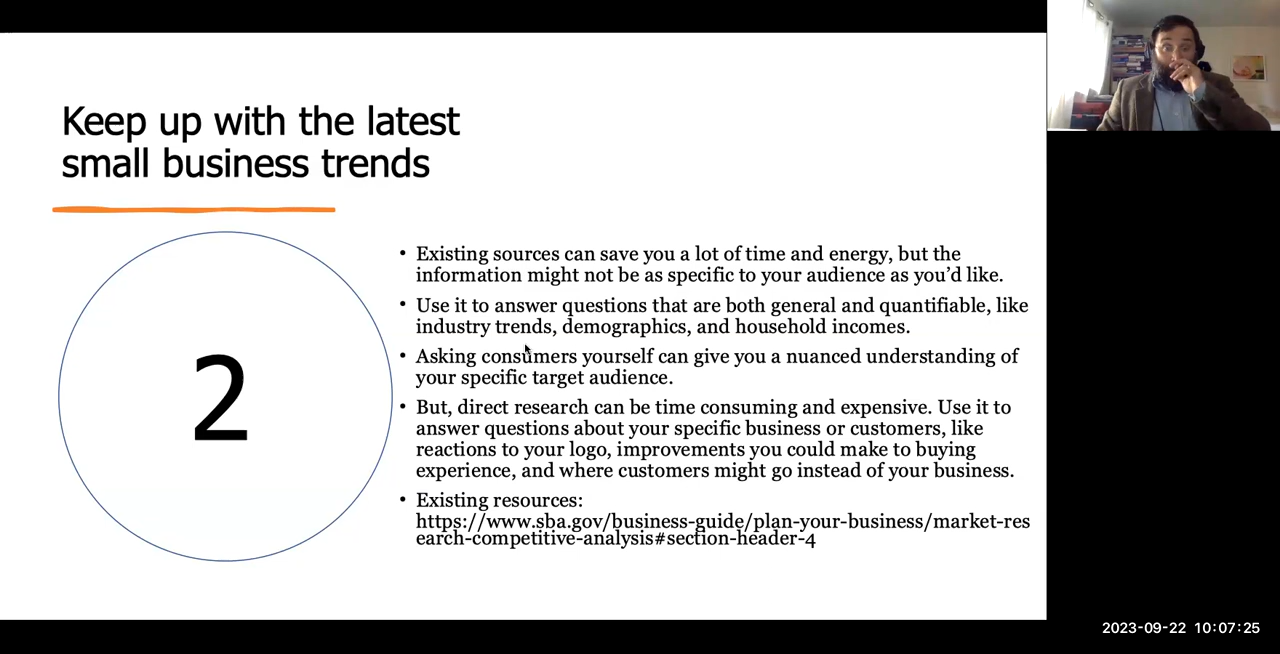 Keep up with the latest
small business trends
2
• Existing sources can save you a lot of time and energy, but the
information might not be as specific to your audience as you’d like.
• Use it to answer questions that are both general and quantifiable, like
industry trends, demographics, and household incomes.
• Asking consumers yourself can give you a nuanced understanding of
your specific target audience.
• But, direct research can be time consuming and expensive. Use it to
answer questions about your specific business or customers, like
reactions to your logo, improvements you could make to buying
experience, and where customers might go instead of your business.
• Existing resources:
https://www.sba.gov/business-guide/plan-your-business/market-res
earch-competitive-analysis#section-header-4
2023-09-22 10:07:25